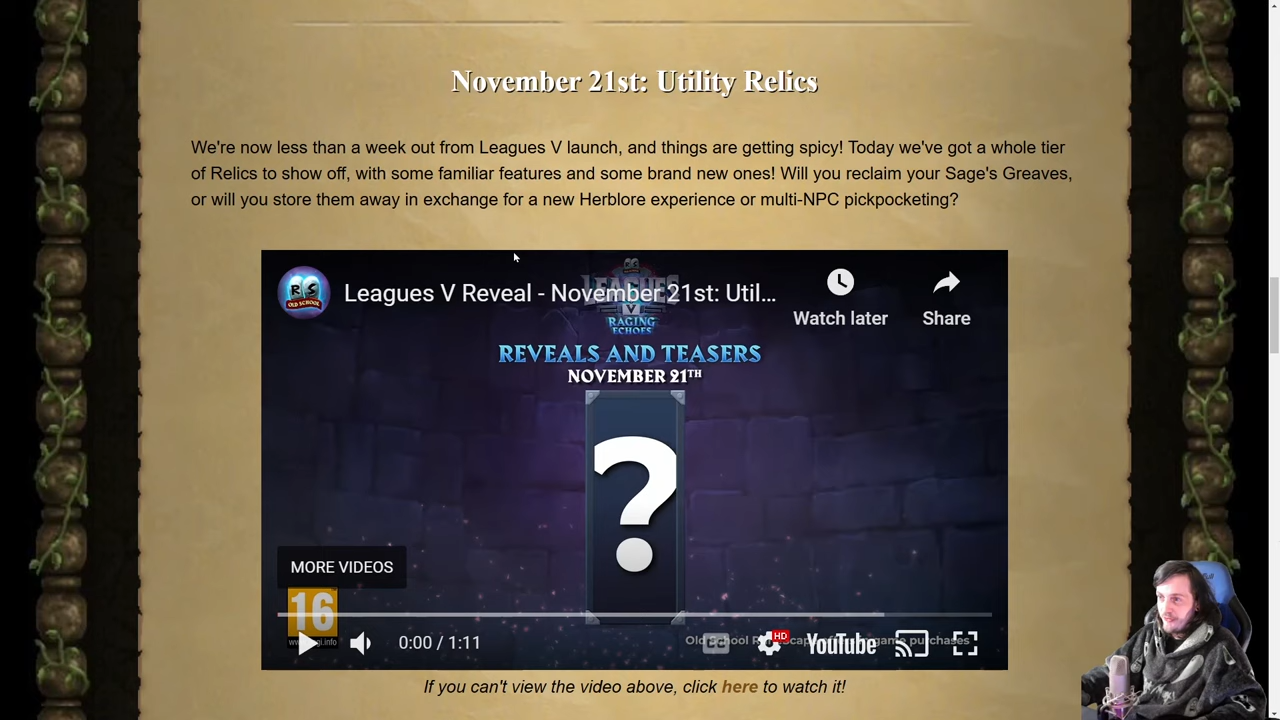 November 21st: Utility Relics
We're now less than a week out from Leagues V launch, and things are getting spicy! Today we've got a whole tier
of Relics to show off, with some familiar features and some brand new ones! Will you reclaim your Sage's Greaves,
or will you store them away in exchange for a new Herblore experience or multi-NPC pickpocketing?
RS
OLD SCHOOL
Leagues V Reveal - November 21st: Util...
Watch later
Share
LEAGUES
V
RAGING
ECHOES
REVEALS AND TEASERS
NOVEMBER 21TH
?
MORE VIDEOS
16
0:00 / 1:11
CC
HD
YouTube
If you can't view the video above, click here to watch it!